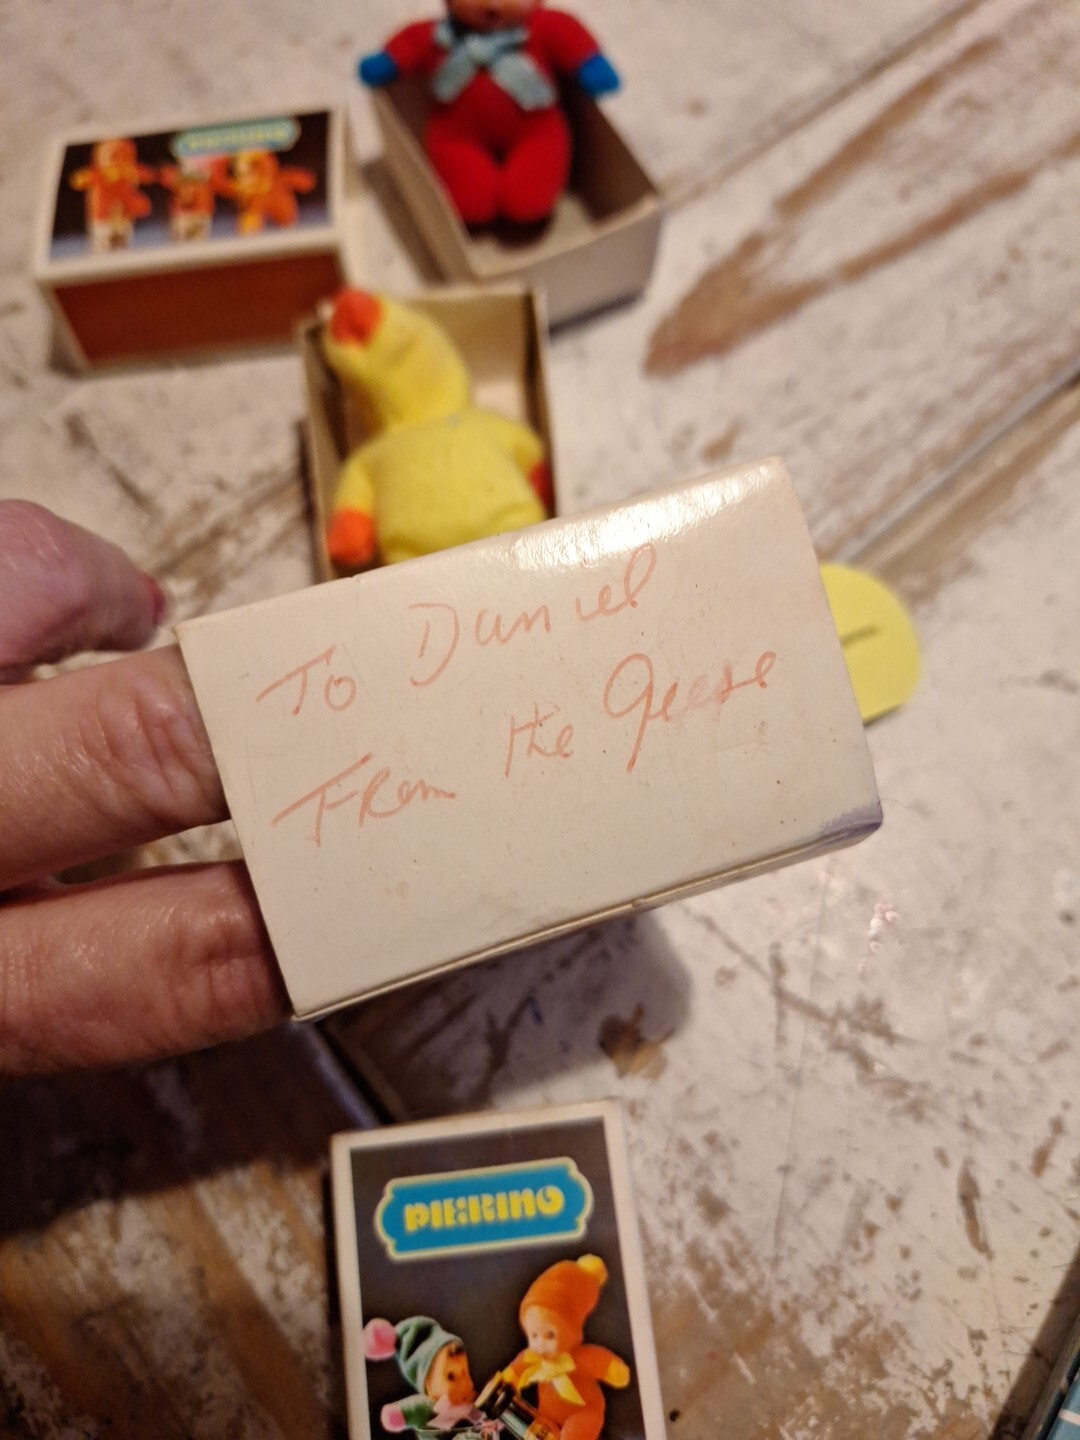 PIERINO
To Daniel
From the Geese
PIERINO